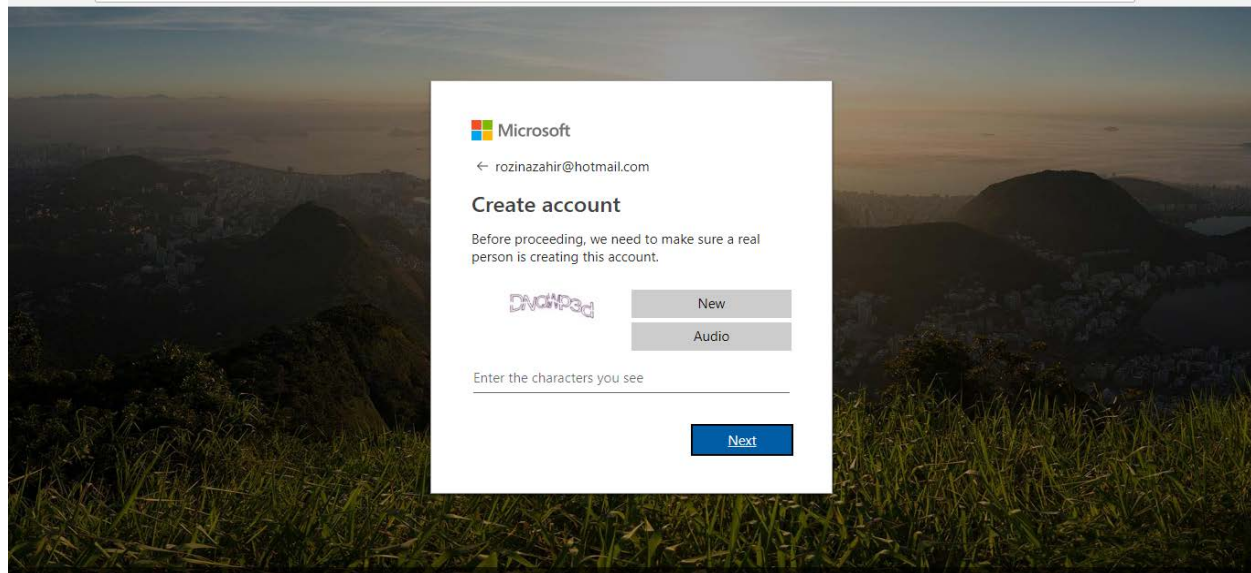 Microsoft
← rozinazahir@hotmail.com
Create account
Before proceeding, we need to make sure a real
person is creating this account.
New
Audio
Enter the characters you see
Next